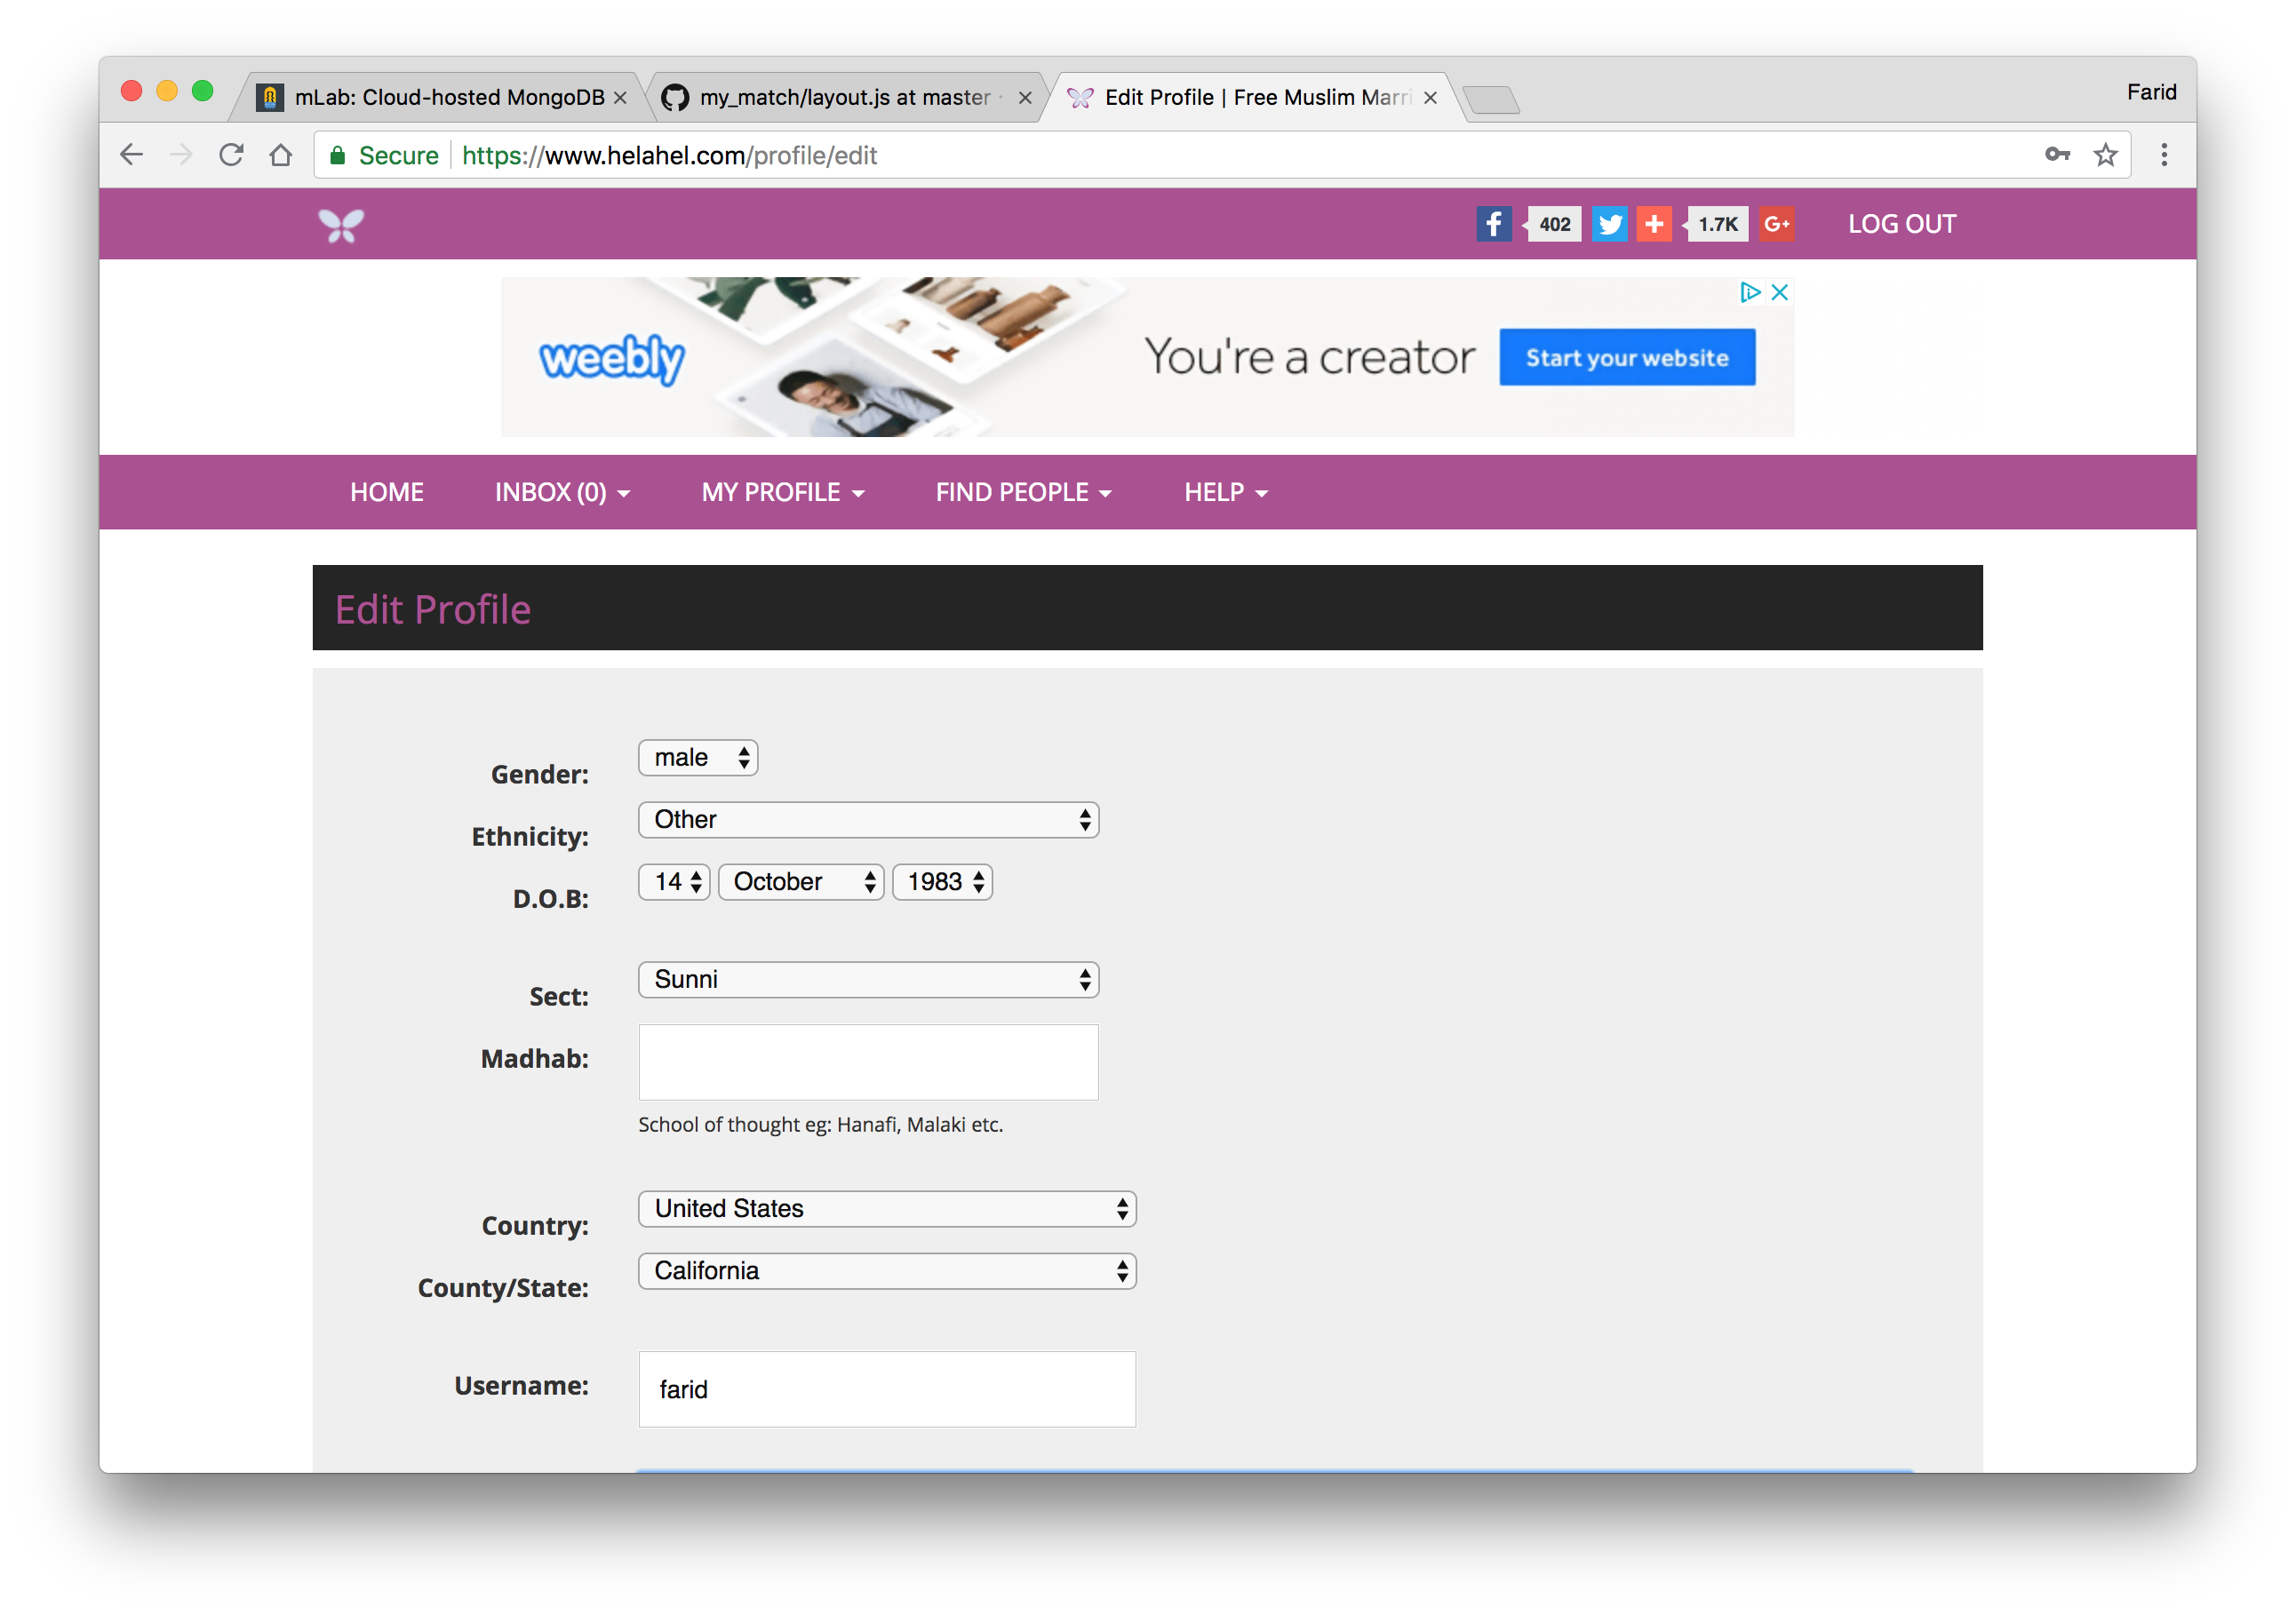 mLab: Cloud-hosted MongoDB
my_match/layout.js at master ·
Edit Profile | Free Muslim Marri
Farid
Secure
https://www.helahel.com/profile/edit
402
1.7K
G+
LOG OUT
weebly
You're a creator
Start your website
HOME
INBOX (0)
MY PROFILE
FIND PEOPLE
HELP
Edit Profile
Gender:
male
Ethnicity:
Other
D.O.B:
14
October
1983
Sect:
Sunni
Madhab:
School of thought eg: Hanafi, Malaki etc.
Country:
United States
County/State:
California
Username:
farid